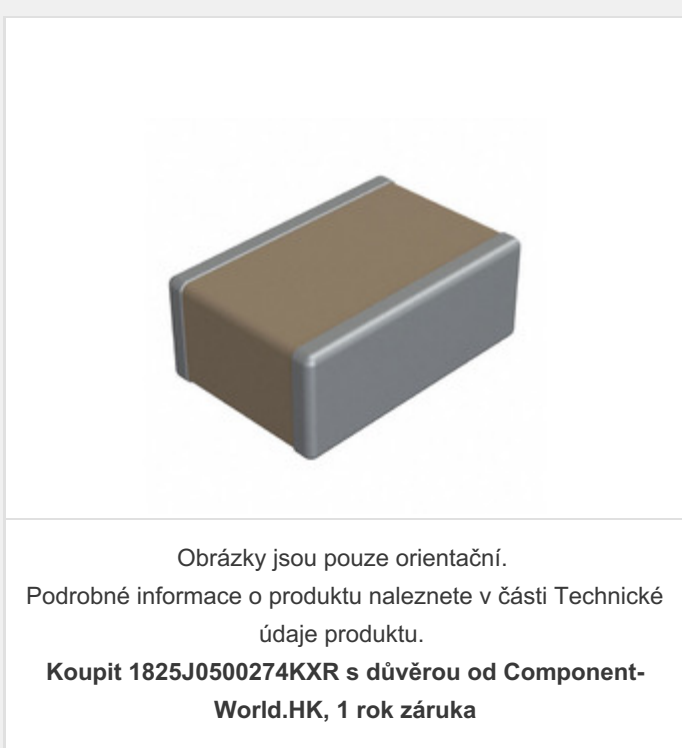 Obrázky jsou pouze orientační.
Podrobné informace o produktu naleznete v části Technické
údaje produktu.
Koupit 1825J0500274KXR s důvěrou od Component-
World.HK, 1 rok záruka